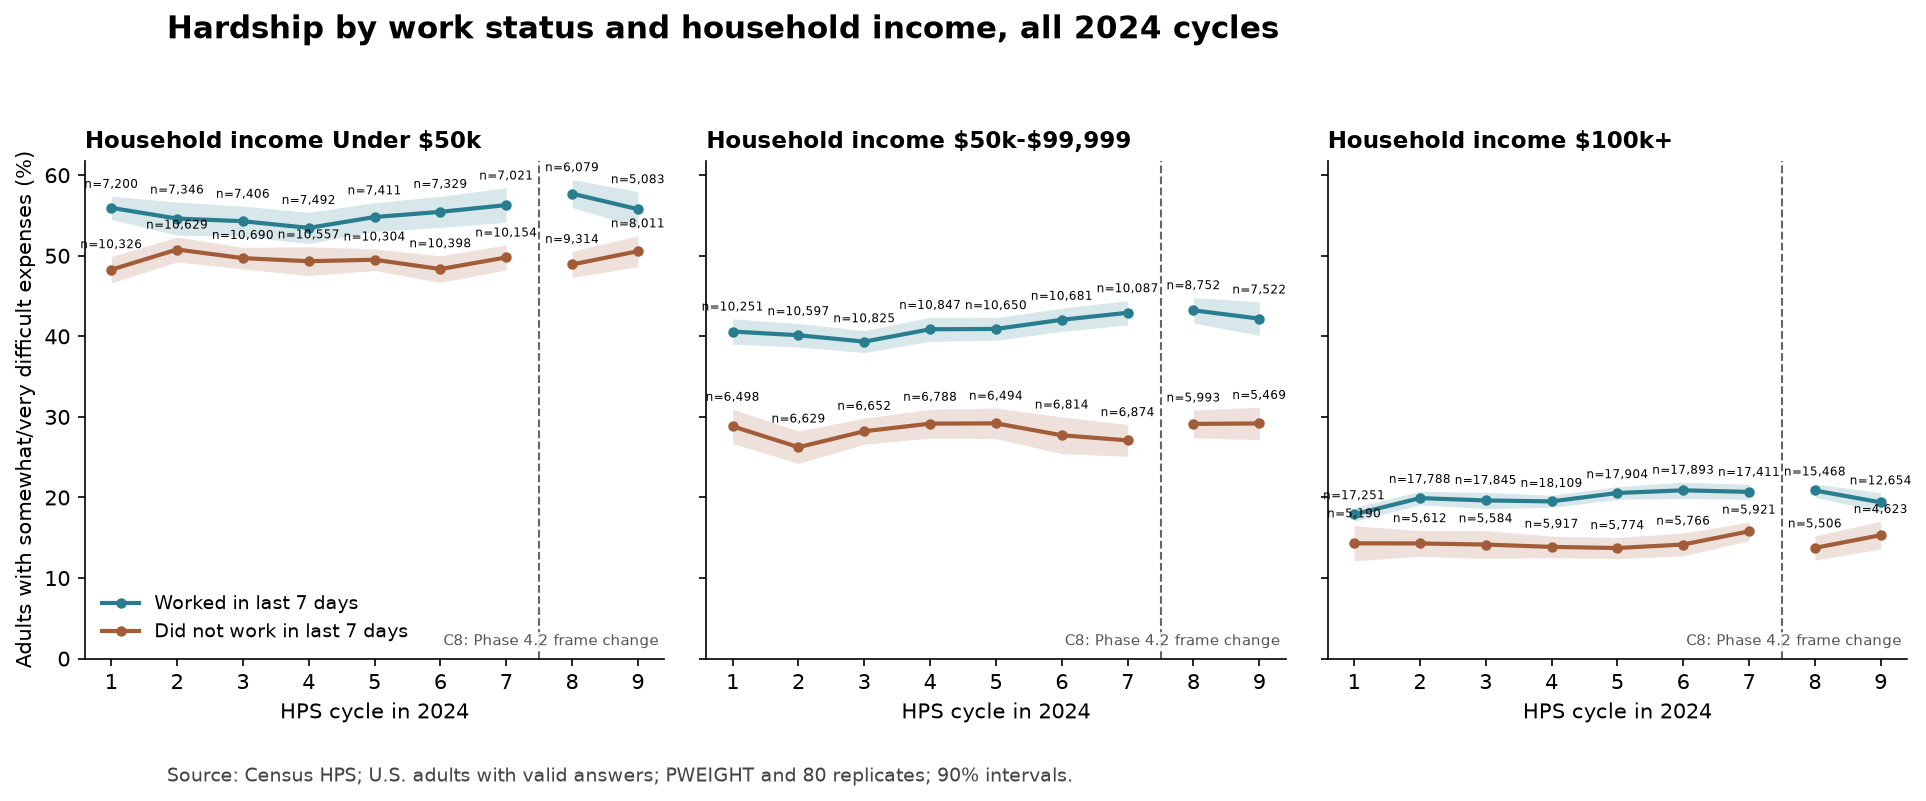 Hardship by work status and household income, all 2024 cycles
Household income Under $50k
Adults with somewhat/very difficult expenses (%)
60
50
40
30
20
10
0
n=7,200
n=7,346
n=7,406
n=7,492
n=7,411
n=7,329
n=7,021
n=6,079
n=5,083
n=10,326
n=10,629
n=10,690
n=10,557
n=10,304
n=10,398
n=10,154
n=9,314
n=8,011
Worked in last 7 days
Did not work in last 7 days
C8: Phase 4.2 frame change
1 2 3 4 5 6 7 8 9
HPS cycle in 2024
Household income $50k-$99,999
n=10,251
n=10,597
n=10,825
n=10,847
n=10,650
n=10,681
n=10,087
n=8,752
n=7,522
n=6,498
n=6,629
n=6,652
n=6,788
n=6,494
n=6,814
n=6,874
n=5,993
n=5,469
C8: Phase 4.2 frame change
1 2 3 4 5 6 7 8 9
HPS cycle in 2024
Household income $100k+
n=17,251
n=17,788
n=17,845
n=18,109
n=17,904
n=17,893
n=17,411
n=15,468
n=12,654
n=5,190
n=5,612
n=5,584
n=5,917
n=5,774
n=5,766
n=5,921
n=5,506
n=4,623
C8: Phase 4.2 frame change
1 2 3 4 5 6 7 8 9
HPS cycle in 2024
Source: Census HPS; U.S. adults with valid answers; PWEIGHT and 80 replicates; 90% intervals.